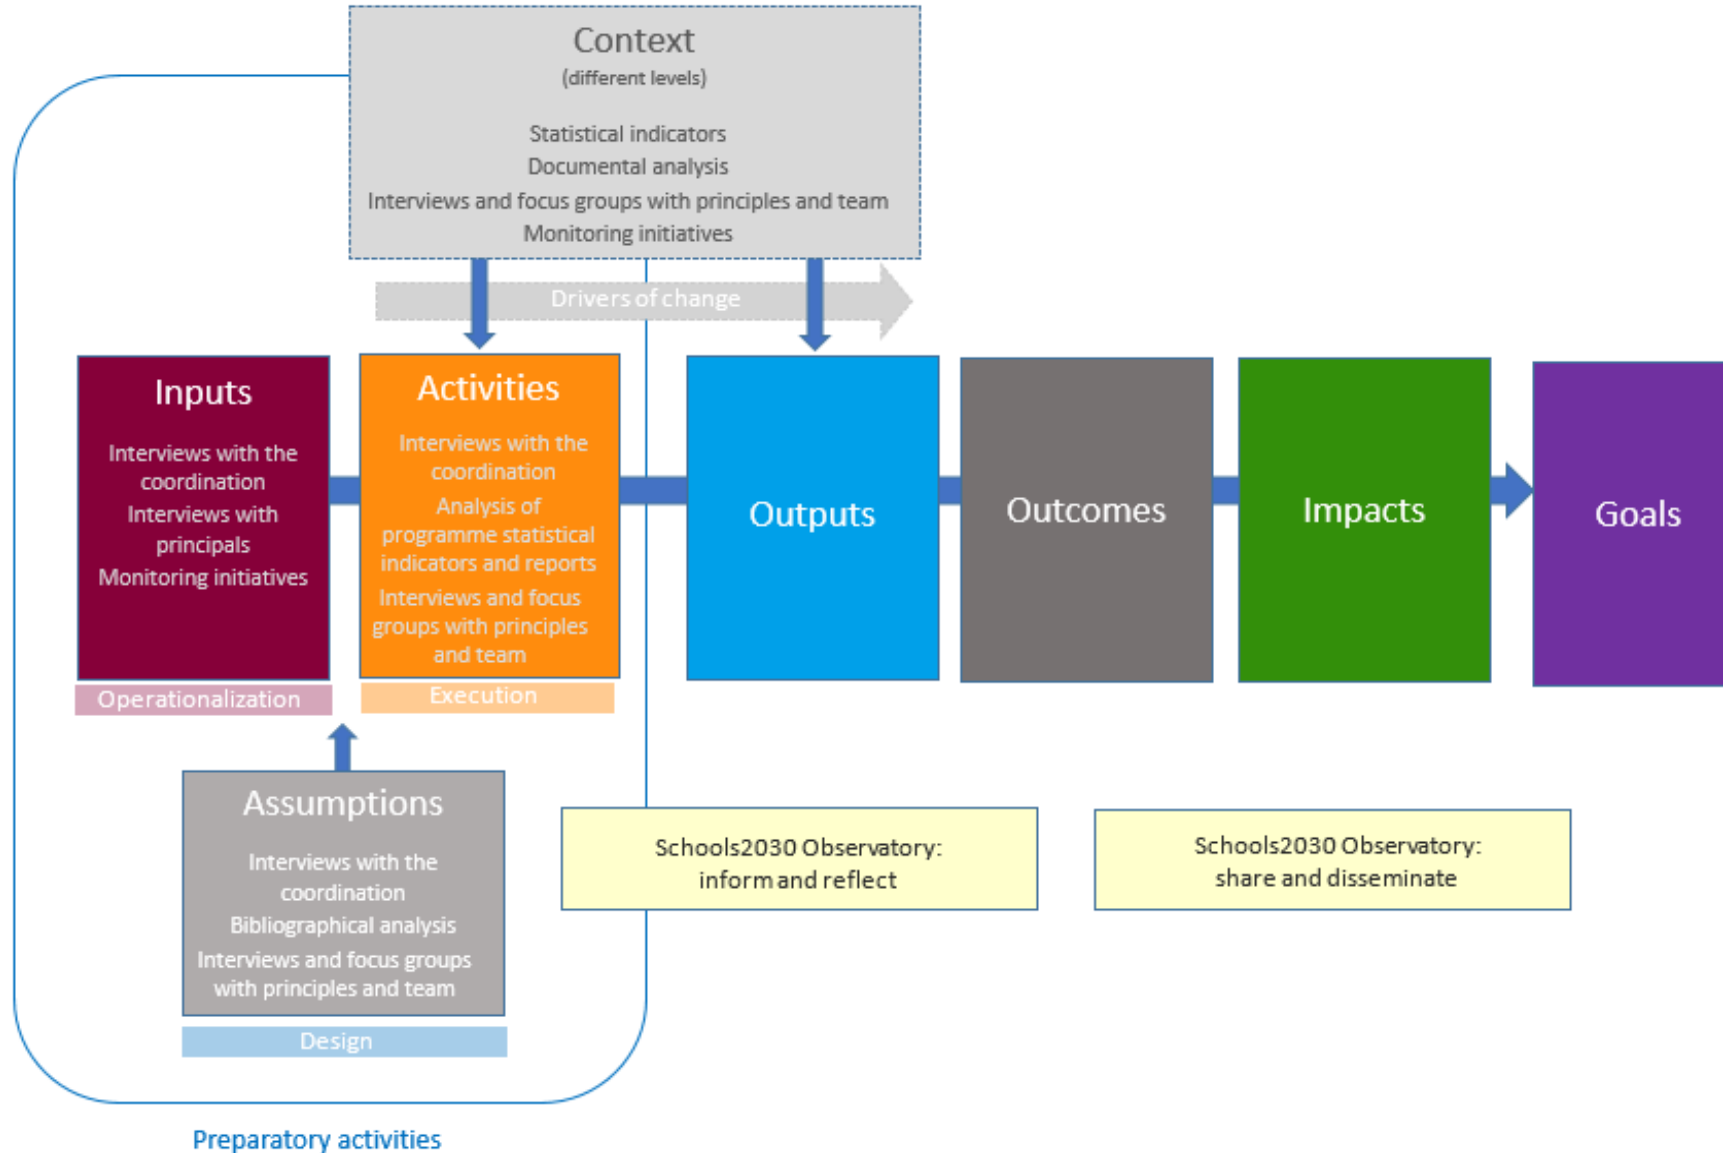 Context
(different levels)
Statistical indicators
Documental analysis
Interviews and focus groups with principles and team
Monitoring initiatives
Drivers of change
Inputs
Interviews with the
coordination
Interviews with
principals
Monitoring initiatives
Operationalization
Activities
Interviews with the
coordination
Analysis of
programme statistical
indicators and reports
Interviews and focus
groups with principles
and team
Execution
Outputs
Outcomes
Impacts
Goals
Assumptions
Interviews with the
coordination
Bibliographical analysis
Interviews and focus groups
with principles and team
Design
Schools2030 Observatory:
inform and reflect
Schools2030 Observatory:
share and disseminate
Preparatory activities